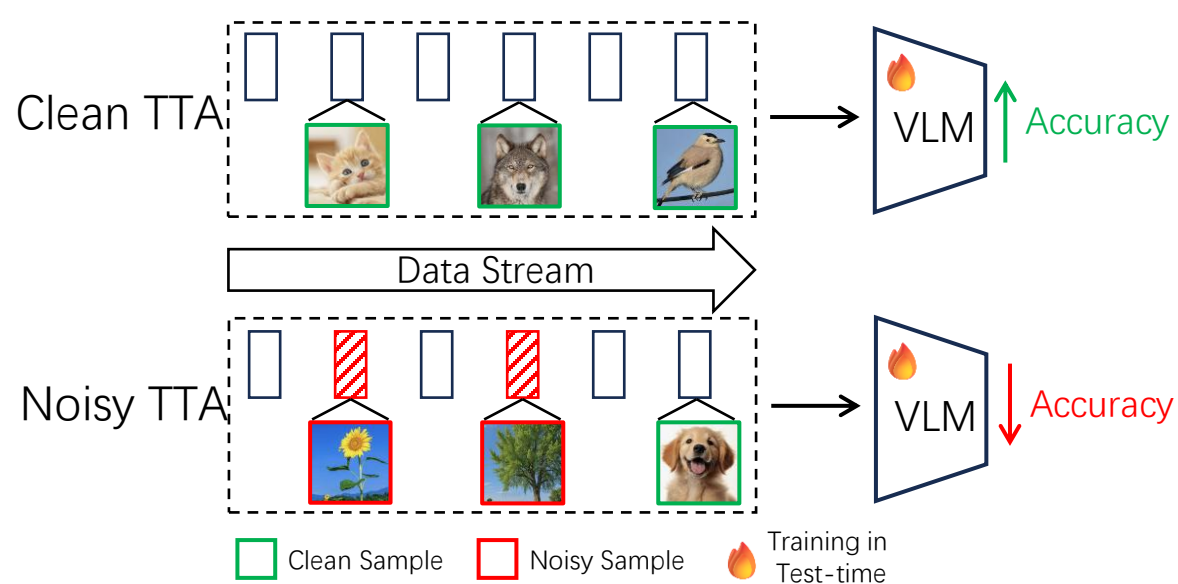 Clean TTA
VLM
Accuracy
Data Stream
Noisy TTA
VLM
Accuracy
Clean Sample
Noisy Sample
Training in
Test-time